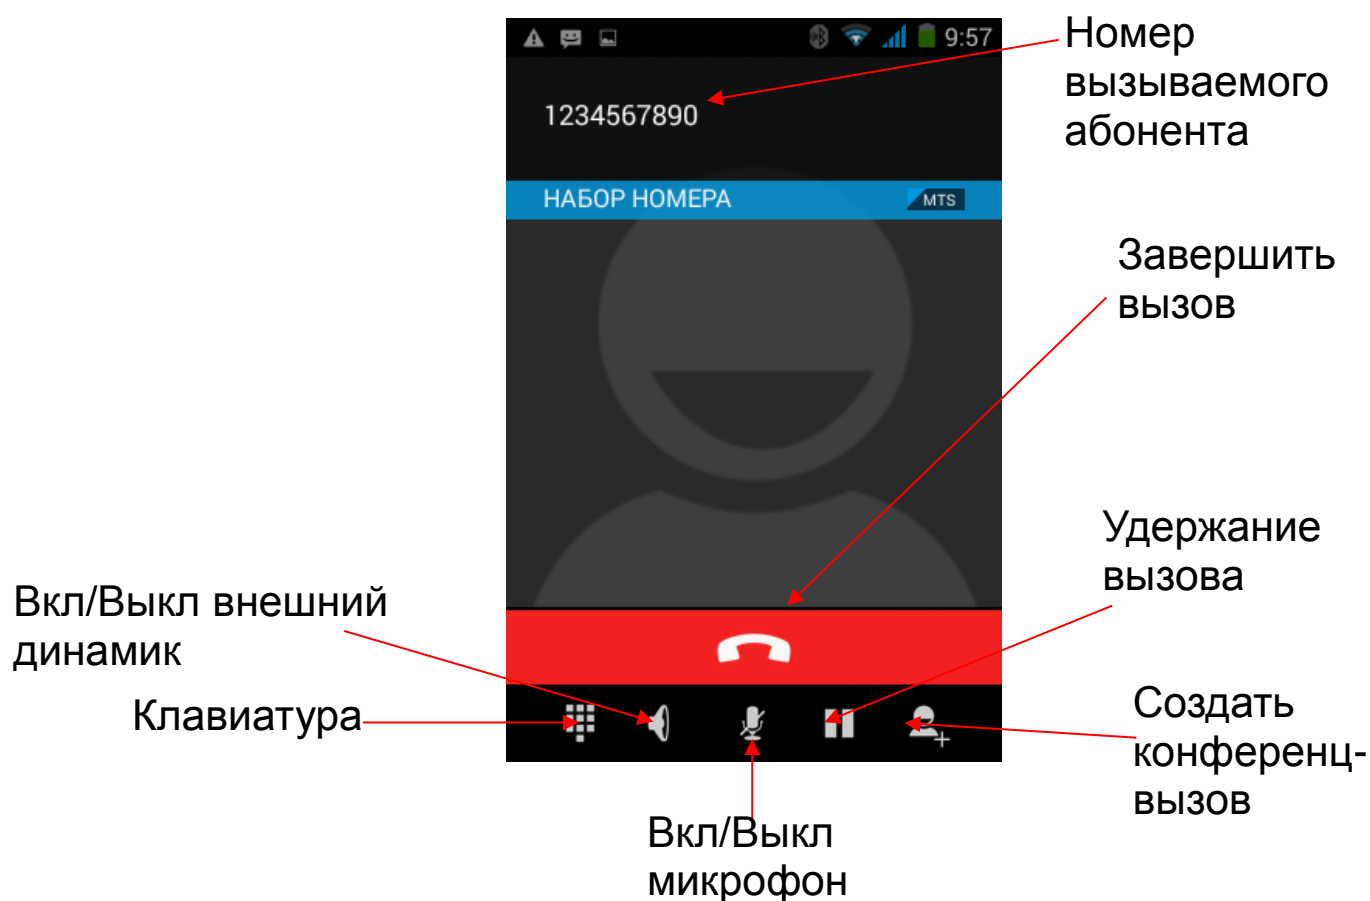 9:57
Номер
вызываемого
абонента
1234567890
НАБОР НОМЕРА
MTS
Завершить
вызов
Удержание
вызова
Вкл/Выкл внешний
динамик
Клавиатура
Создать
конференц-
вызов
Вкл/Выкл
микрофон